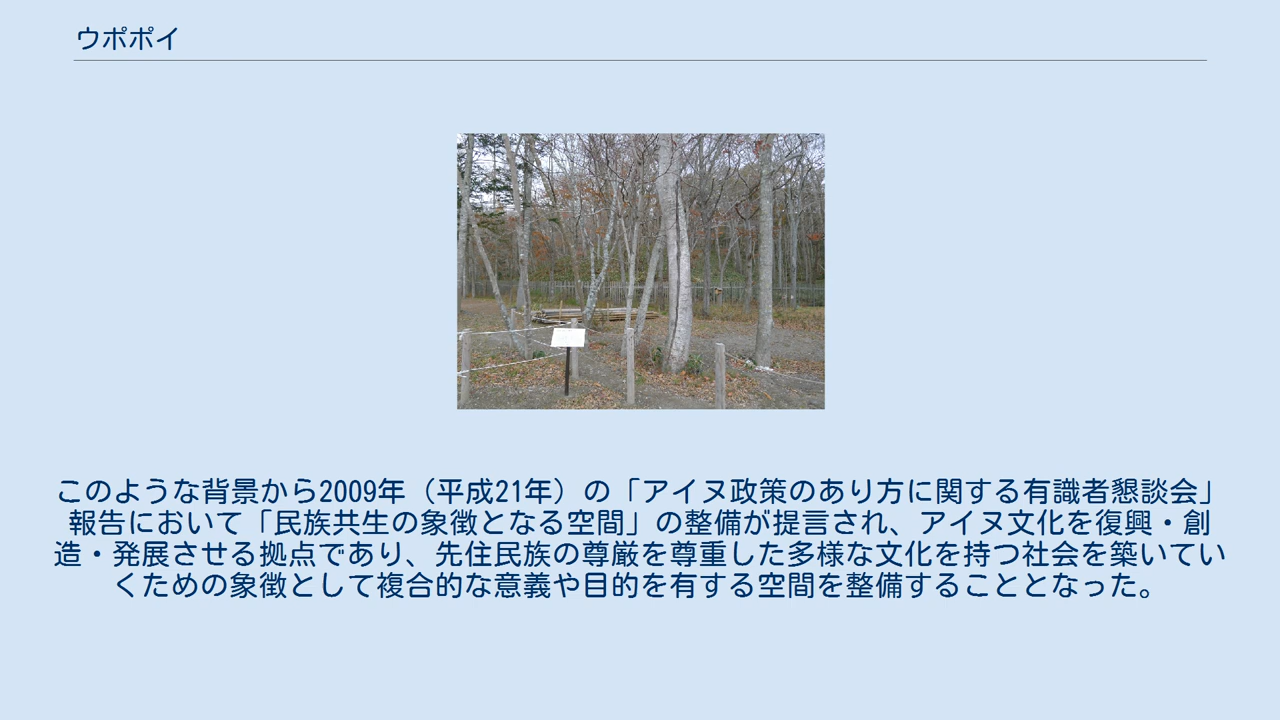 ウポポイ
このような背景から2009年（平成21年）の「アイヌ政策のあり方に関する有識者懇談会」
報告において「民族共生の象徴となる空間」の整備が提言され、アイヌ文化を復興・創
造・発展させる拠点であり、先住民族の尊厳を尊重した多様な文化を持つ社会を築いてい
くための象徴として複合的な意義や目的を有する空間を整備することとなった。